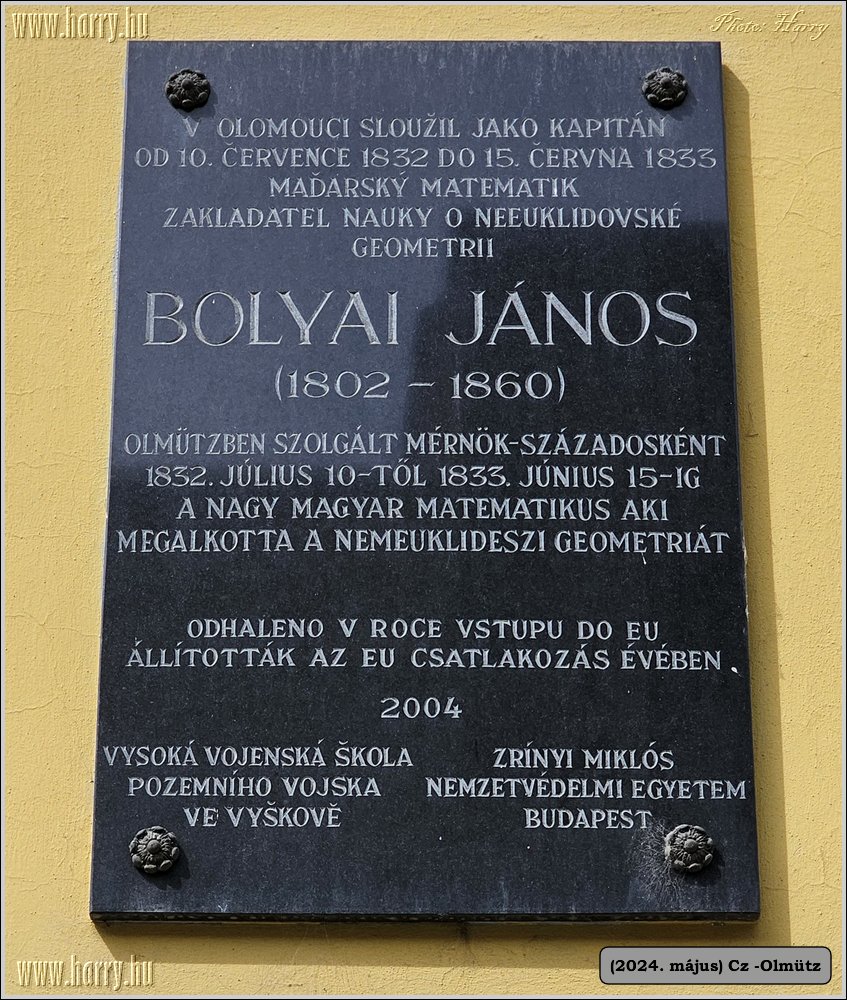 www.harry.hu
Photo: Harry
V OLOMOUCI SLOUŽIL JAKO KAPITÁN
OD 10. ČERVENCE 1832 DO 15. ČERVNA 1833
MAĎARSKÝ MATEMATIK
ZAKLADATEL NAUKY O NEEUKLIDOVSKÉ
GEOMETRII
BOLYAI JÁNOS
(1802 – 1860)
OLMÜTZBEN SZOLGÁLT MÉRNÖK-SZÁZADOSKÉNT
1832. JÚLIUS 10-TŐL 1833. JÚNIUS 15-IG
A NAGY MAGYAR MATEMATIKUS AKI
MEGALKOTTA A NEMEUKLIDESZI GEOMETRIÁT
ODHALENO V ROCE VSTUPU DO EU
ÁLLÍTOTTÁK AZ EU CSATLAKOZÁS ÉVÉBEN.
2004
VYSOKÁ VOJENSKÁ ŠKOLA
POZEMNÍHO VOJSKA
VE VYŠKOVĚ
ZRÍNYI MIKLÓS
NEMZETVÉDELMI EGYETEM
BUDAPEST
www.harry.hu
(2024. május) Cz -Olmütz